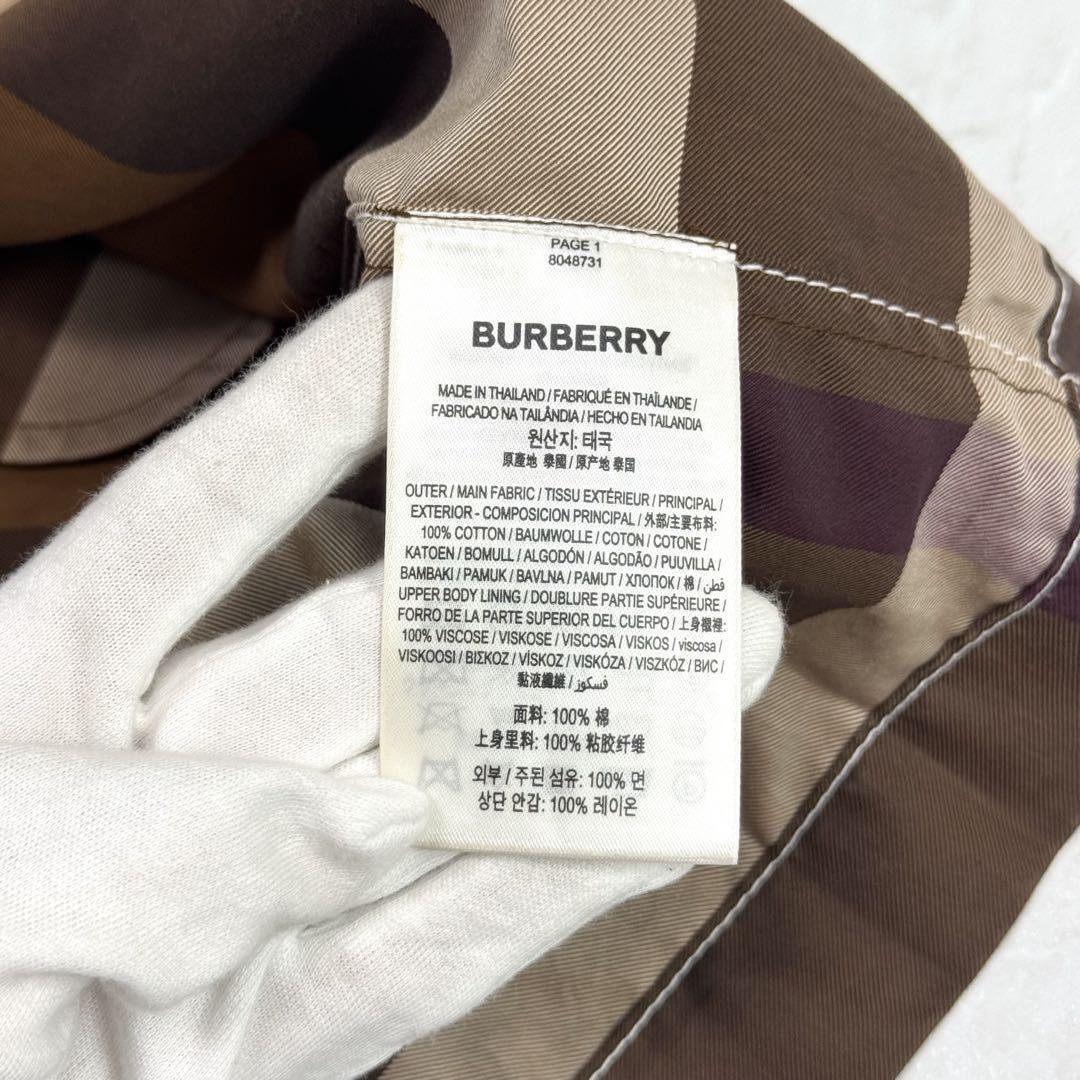 PAGE 1
8048731
BURBERRY
MADE IN THAILAND / FABRIQUÉ EN THAÏLANDE /
FABRICADO NA TAILÂNDIA / HECHO EN TAILANDIA
원산지: 태국
原產地 泰國 / 原产地 泰国
OUTER / MAIN FABRIC / TISSU EXTÉRIEUR / PRINCIPAL /
EXTERIOR - COMPOSICION PRINCIPAL / 外部/主要布料:
100% COTTON / BAUMWOLLE / COTON / COTONE /
KATOEN / BOMULL / ALGODÓN / ALGODÃO / PUUVILLA /
BAMBAKI / PAMUK / BAVLNA / PAMUT / ХЛОПОК / 棉 / قطن
UPPER BODY LINING / DOUBLURE PARTIE SUPÉRIEURE /
FORRO DE LA PARTE SUPERIOR DEL CUERPO / 上身襯裡:
100% VISCOSE / VISKOSE / VISCOSA / VISKOS / viscosa /
VISKOOSI / ΒΙΣΚΟΖ / VÍSKOZ / VISKÓZA / VISZKÓZ / ВИС /
黏液纖維 / فسكوز
面料: 100% 棉
上身里料: 100% 粘胶纤维
외부 / 주된 섬유: 100% 면
상단 안감: 100% 레이온